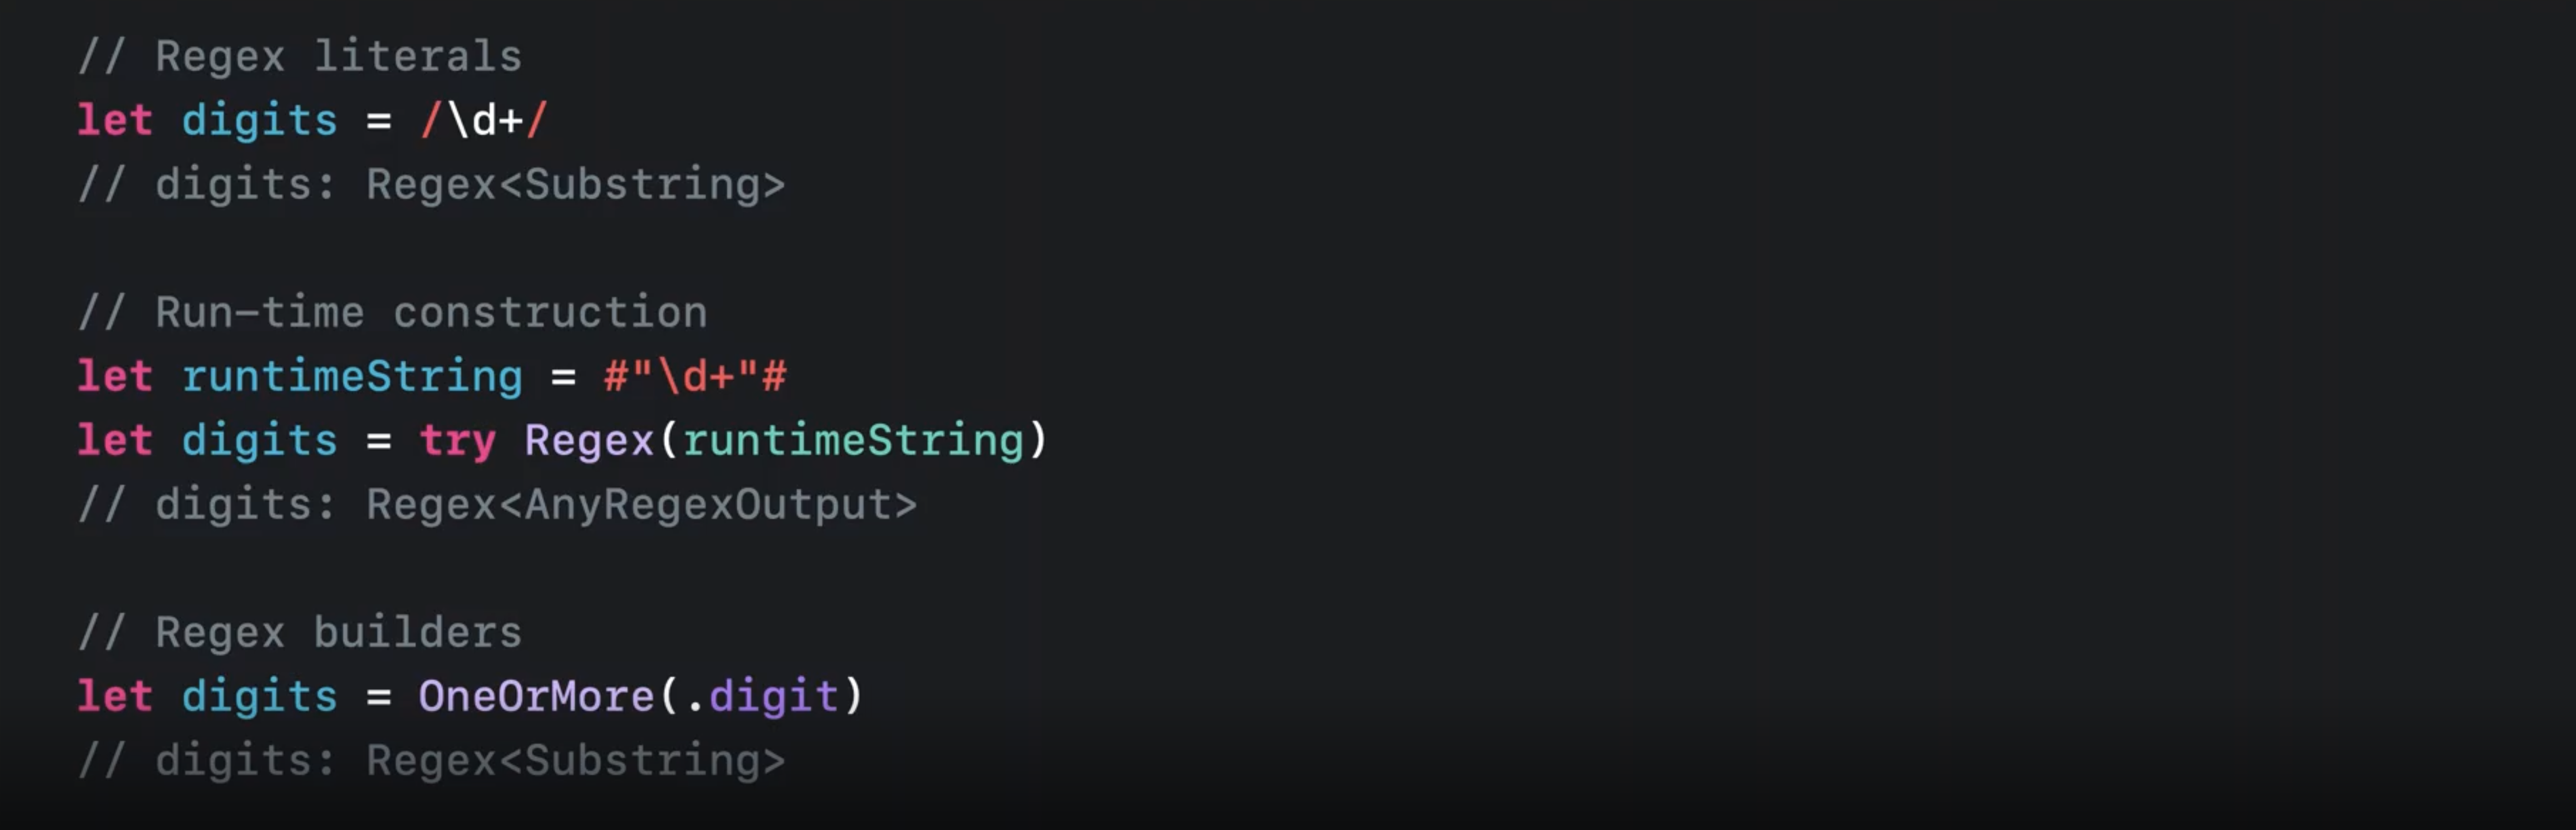 // Regex literals
let digits = /\d+/
// digits: Regex<Substring>
// Run-time construction
let runtimeString = #"\d+"#
let digits = try Regex(runtimeString)
// digits: Regex<AnyRegexOutput>
// Regex builders
let digits = OneOrMore(.digit)
// digits: Regex<Substring>